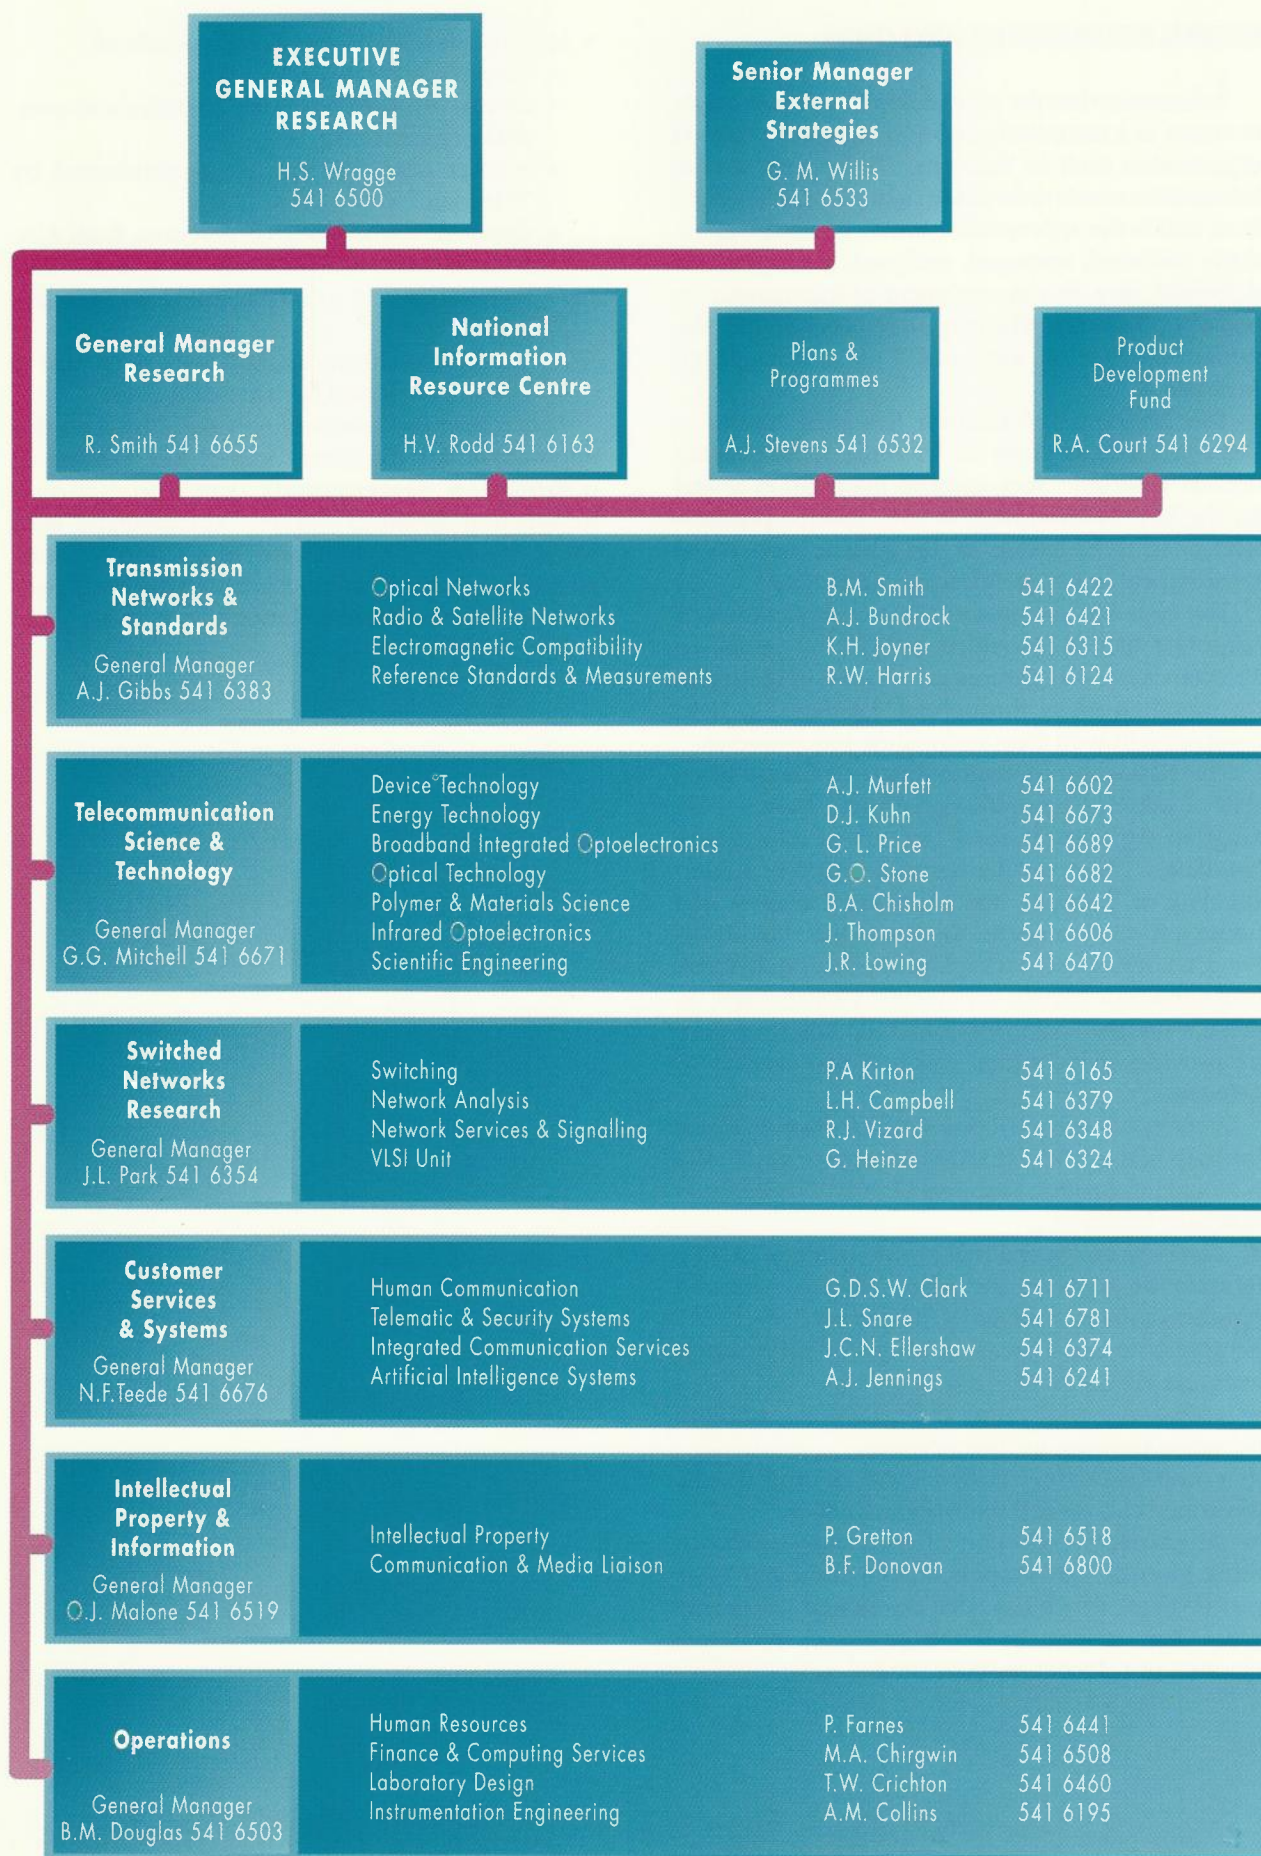 EXECUTIVE
GENERAL MANAGER
RESEARCH
H.S. Wragge
541 6500
Senior Manager
External
Strategies
G. M. Willis
541 6533
General Manager
Research
R. Smith 541 6655
National
Information
Resource Centre
H.V. Rodd 541 6163
Plans &
Programmes
A.J. Stevens 541 6532
Product
Development
Fund
R.A. Court 541 6294
Transmission
Networks &
Standards
General Manager
A.J. Gibbs 541 6383
Optical Networks B.M. Smith 541 6422
Radio & Satellite Networks A.J. Bundrock 541 6421
Electromagnetic Compatibility K.H. Joyner 541 6315
Reference Standards & Measurements R.W. Harris 541 6124
Telecommunication
Science &
Technology
General Manager
G.G. Mitchell 541 6671
Device Technology A.J. Murfett 541 6602
Energy Technology D.J. Kuhn 541 6673
Broadband Integrated Optoelectronics G. L. Price 541 6689
Optical Technology G.O. Stone 541 6682
Polymer & Materials Science B.A. Chisholm 541 6642
Infrared Optoelectronics J. Thompson 541 6606
Scientific Engineering J.R. Lowing 541 6470
Switched
Networks
Research
General Manager
J.L. Park 541 6354
Switching P.A Kirton 541 6165
Network Analysis L.H. Campbell 541 6379
Network Services & Signalling R.J. Vizard 541 6348
VLSI Unit G. Heinze 541 6324
Customer
Services
& Systems
General Manager
N.F.Teede 541 6676
Human Communication G.D.S.W. Clark 541 6711
Telematic & Security Systems J.L. Snare 541 6781
Integrated Communication Services J.C.N. Ellershaw 541 6374
Artificial Intelligence Systems A.J. Jennings 541 6241
Intellectual
Property &
Information
General Manager
O.J. Malone 541 6519
Intellectual Property P. Gretton 541 6518
Communication & Media Liaison B.F. Donovan 541 6800
Operations
General Manager
B.M. Douglas 541 6503
Human Resources P. Farnes 541 6441
Finance & Computing Services M.A. Chirgwin 541 6508
Laboratory Design T.W. Crichton 541 6460
Instrumentation Engineering A.M. Collins 541 6195